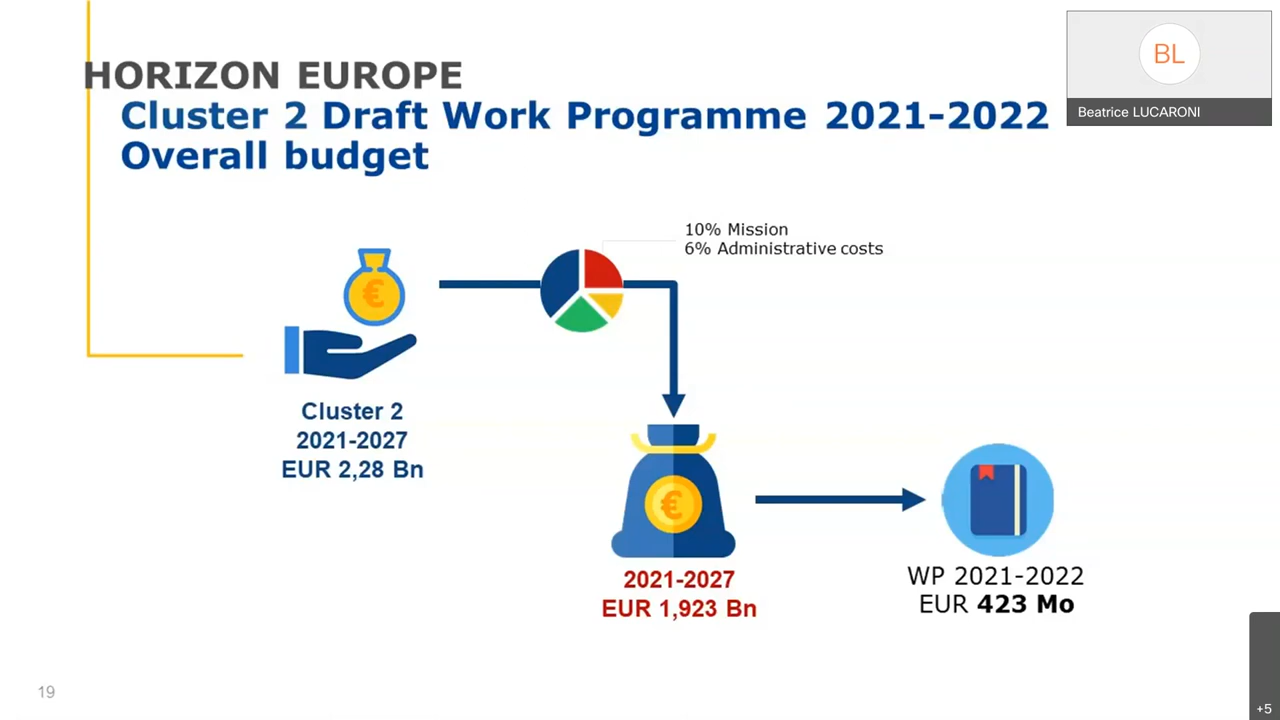 HORIZON EUROPE
Cluster 2 Draft Work Programme 2021-2022
Overall budget
BL
Beatrice LUCARONI
10% Mission
6% Administrative costs
€
Cluster 2
2021-2027
EUR 2,28 Bn
€
2021-2027
EUR 1,923 Bn
WP 2021-2022
EUR 423 Mo
19
+5